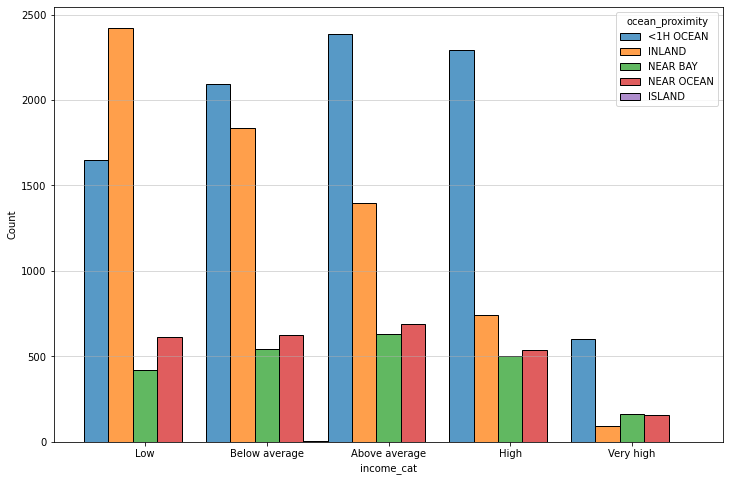 2500
2000
1500
1000
500
0
Count
ocean_proximity
<1H OCEAN
INLAND
NEAR BAY
NEAR OCEAN
ISLAND
Low
Below average
Above average
High
Very high
income_cat